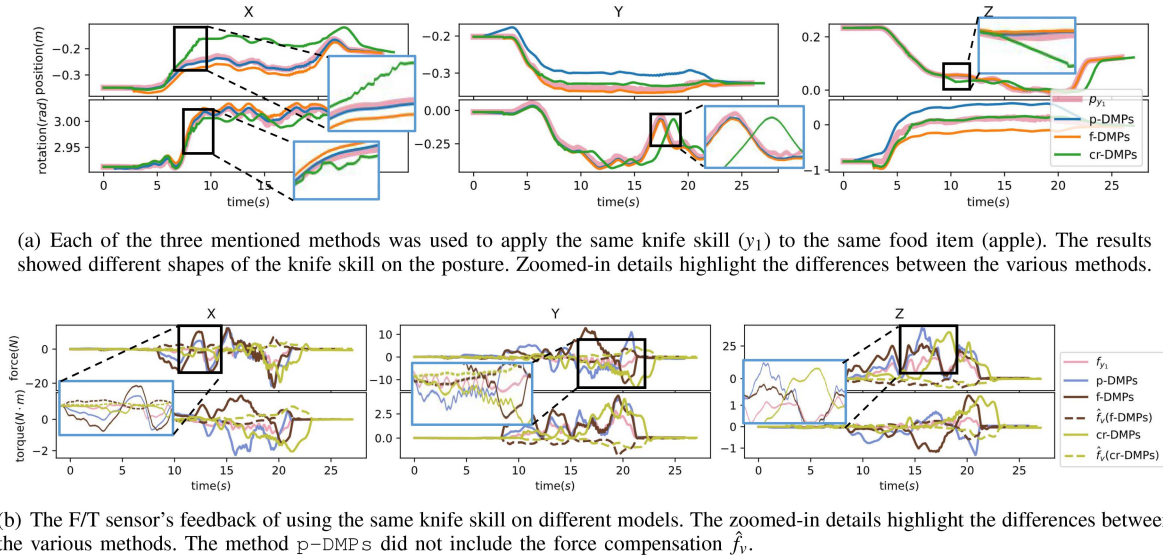 X Y Z
position(m)
−0.2
−0.3
−0.2
−0.3
0.2
0.0
rotation(rad)
3.00
2.95
0.00
−0.25
0
−1
p_{y_1}
p-DMPs
f-DMPs
cr-DMPs
0 5 10 15
0 5 10 15 20 25
0 5 10 15 20 25
time(s) time(s) time(s)
(a) Each of the three mentioned methods was used to apply the same knife skill (y_1) to the same food item (apple). The results
showed different shapes of the knife skill on the posture. Zoomed-in details highlight the differences between the various methods.
X Y Z
force(N)
0
−20
10
0
−10
25
0
torque(N · m)
0
−2
2.5
0.0
1
0
−1
f_{y_1}
p-DMPs
f-DMPs
f̂_v(f-DMPs)
cr-DMPs
f̂_v(cr-DMPs)
0 5 10 15 20 25
0 5 10 15 20 25
0 5 10 15 20 25
time(s) time(s) time(s)
(b) The F/T sensor's feedback of using the same knife skill on different models. The zoomed-in details highlight the differences between
the various methods. The method p-DMPs did not include the force compensation f̂_v.